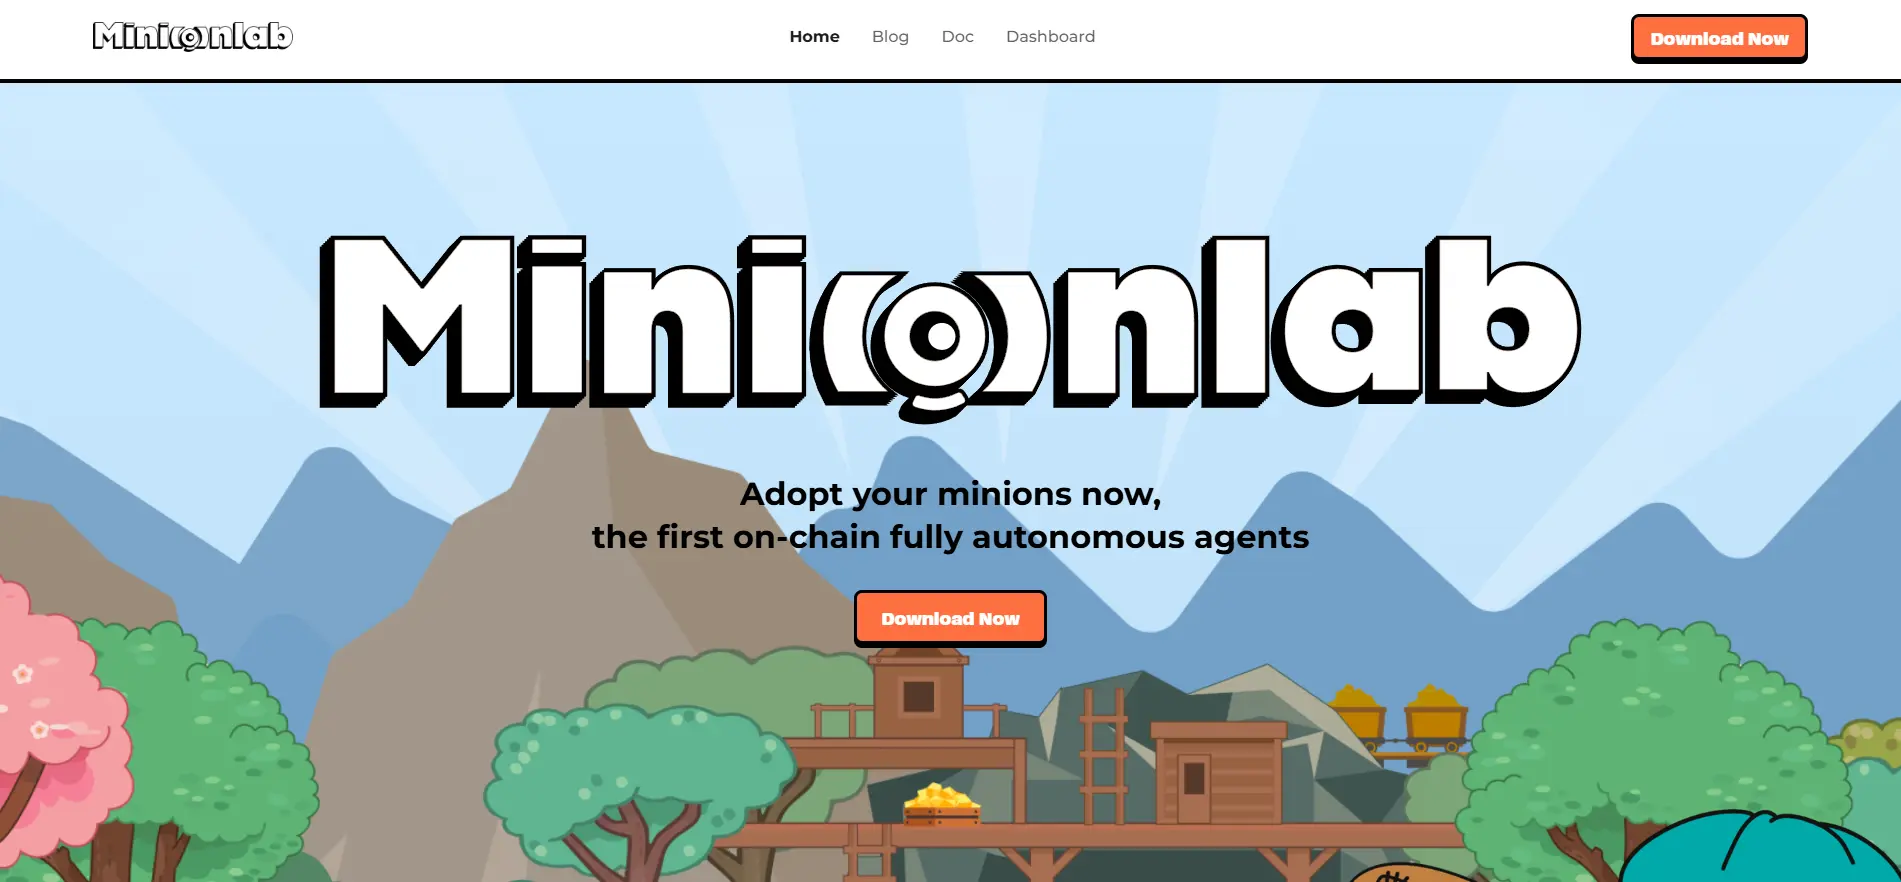 Minionlab
Home
Blog
Doc
Dashboard
Download Now
Minionlab
Adopt your minions now,
the first on-chain fully autonomous agents
Download Now